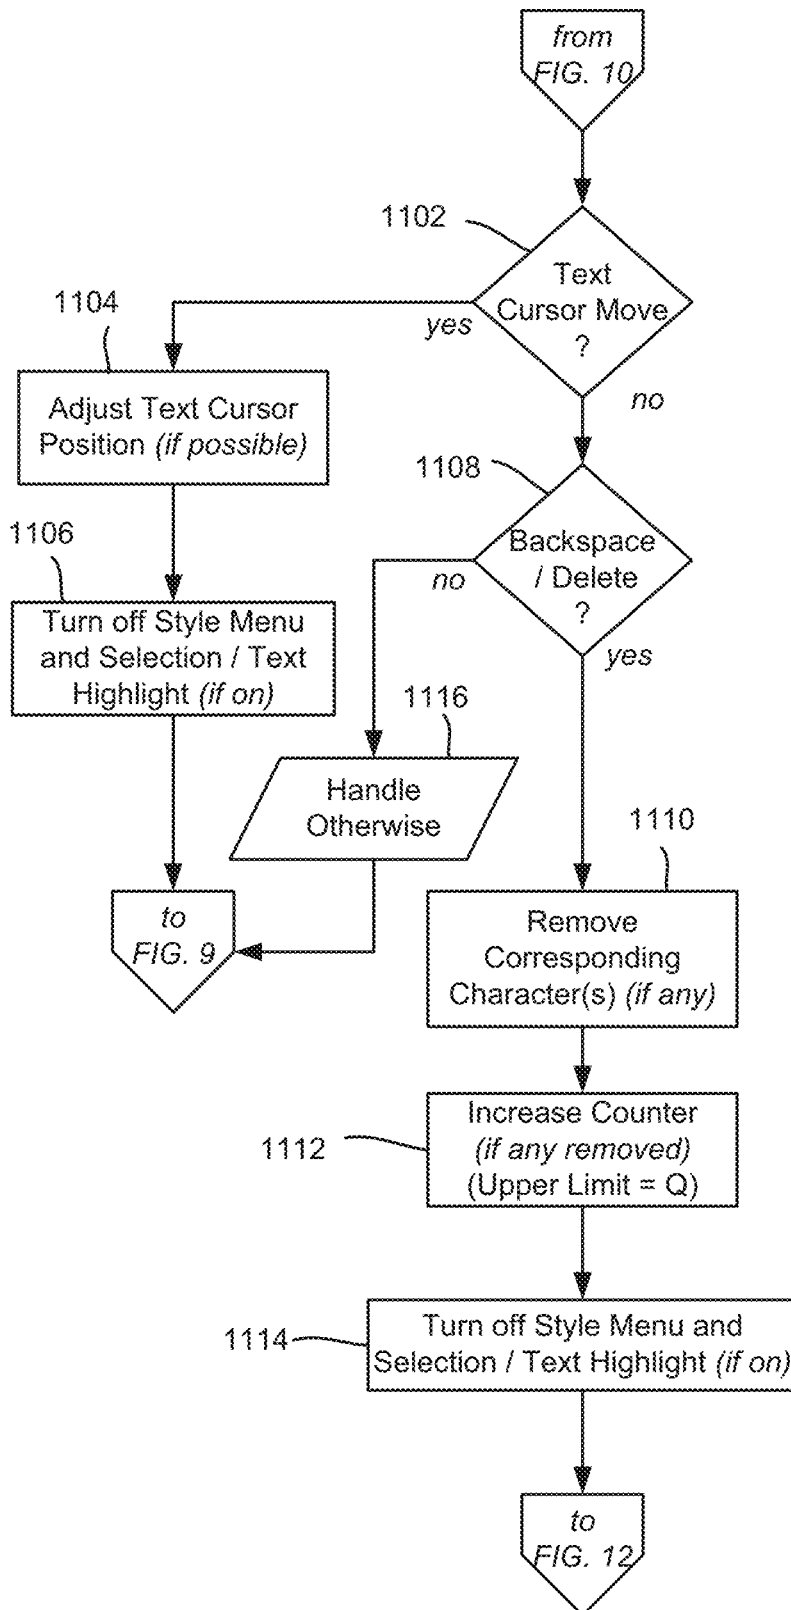 from
FIG. 10
1102
Text
Cursor Move
?
yes
no
1104
Adjust Text Cursor
Position (if possible)
1106
Turn off Style Menu
and Selection / Text
Highlight (if on)
1108
Backspace
/ Delete
?
no
yes
1116
Handle
Otherwise
to
FIG. 9
1110
Remove
Corresponding
Character(s) (if any)
1112
Increase Counter
(if any removed)
(Upper Limit = Q)
1114
Turn off Style Menu and
Selection / Text Highlight (if on)
to
FIG. 12